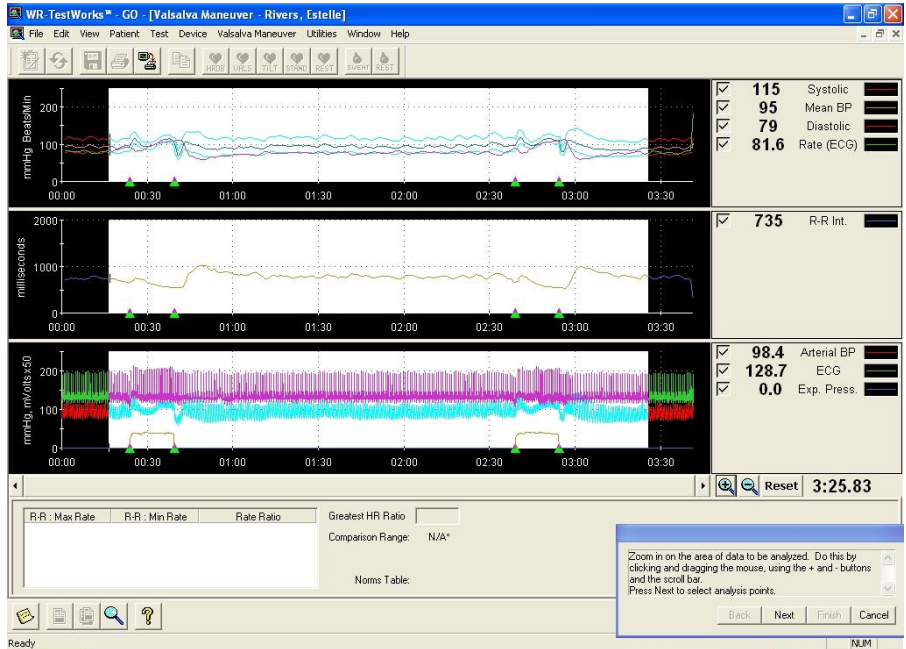 WR-TestWorks™ - GO - [Valsalva Maneuver - Rivers, Estelle]
File Edit View Patient Test Device Valsalva Maneuver Utilities Window Help
HRDB VALS TILT STAND REST SWEAT REST
mmHg Beats/Min
200
100
0
00:00 00:30 01:00 01:30 02:00 02:30 03:00 03:30
115 Systolic
95 Mean BP
79 Diastolic
81.6 Rate (ECG)
milliseconds
2000
1000
0
00:00 00:30 01:00 01:30 02:00 02:30 03:00 03:30
735 R-R Int.
mmHg, mVolts x50
200
100
0
00:00 00:30 01:00 01:30 02:00 02:30 03:00 03:30
98.4 Arterial BP
128.7 ECG
0.0 Exp. Press.
Reset 3:25.83
R-R : Max Rate R-R : Min Rate Rate Ratio
Greatest HR Ratio
Comparison Range: N/A*
Norms Table:
Zoom in on the area of data to be analyzed. Do this by
clicking and dragging the mouse, using the + and - buttons
and the scroll bar.
Press Next to select analysis points.
Back Next Finish Cancel
Ready
NUM